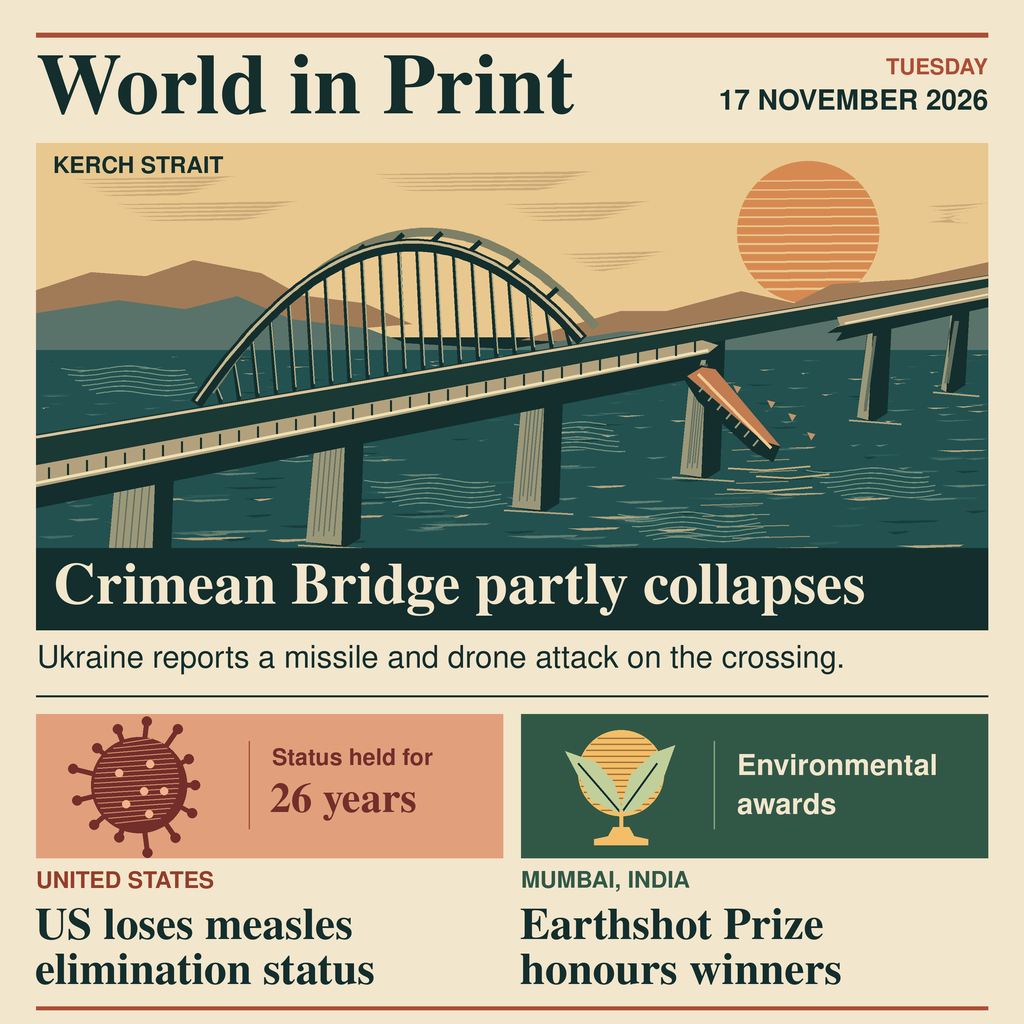 World in Print
TUESDAY
17 NOVEMBER 2026
KERCH STRAIT
Crimean Bridge partly collapses
Ukraine reports a missile and drone attack on the crossing.
Status held for
26 years
UNITED STATES
US loses measles
elimination status
Environmental
awards
MUMBAI, INDIA
Earthshot Prize
honours winners